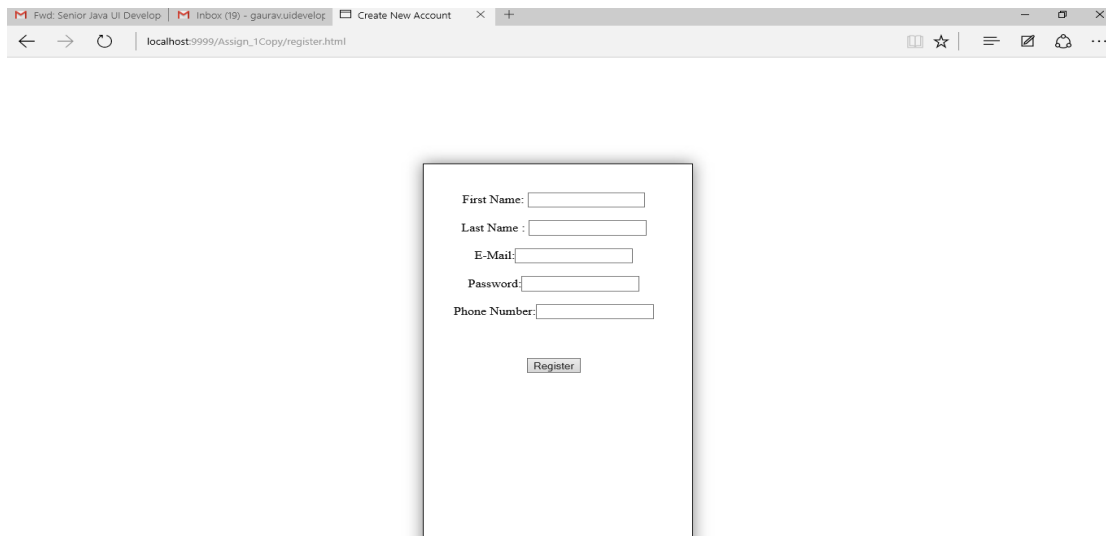 Fwd: Senior Java UI Develop Inbox (19) - gaurav.uidevelop Create New Account
localhost:9999/Assign_1Copy/register.html
First Name:
Last Name :
E-Mail:
Password:
Phone Number:
Register